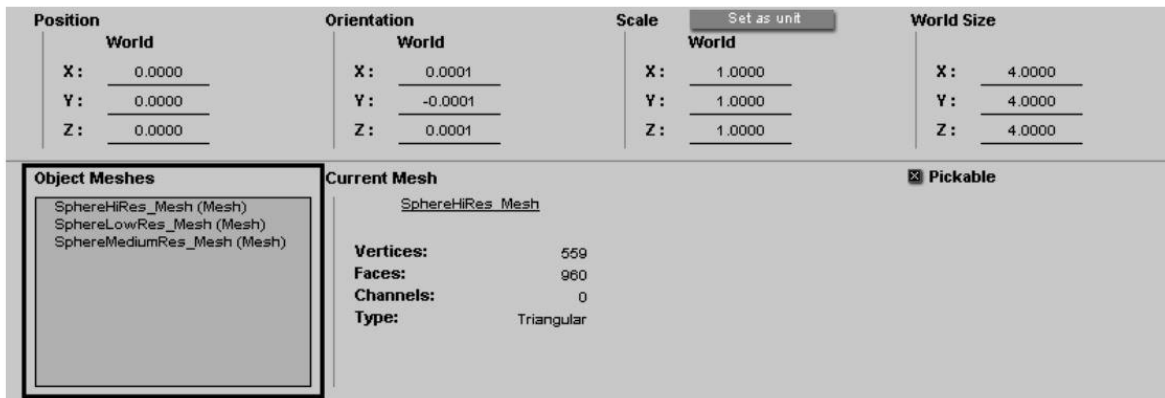 Position Orientation Scale Set as unit World Size
World World World
X: 0.0000 X: 0.0001 X: 1.0000 X: 4.0000
Y: 0.0000 Y: -0.0001 Y: 1.0000 Y: 4.0000
Z: 0.0000 Z: 0.0001 Z: 1.0000 Z: 4.0000
Object Meshes Current Mesh Pickable
SphereHiRes_Mesh (Mesh) SphereHiRes_Mesh
SphereLowRes_Mesh (Mesh)
SphereMediumRes_Mesh (Mesh)
Vertices: 559
Faces: 960
Channels: 0
Type: Triangular